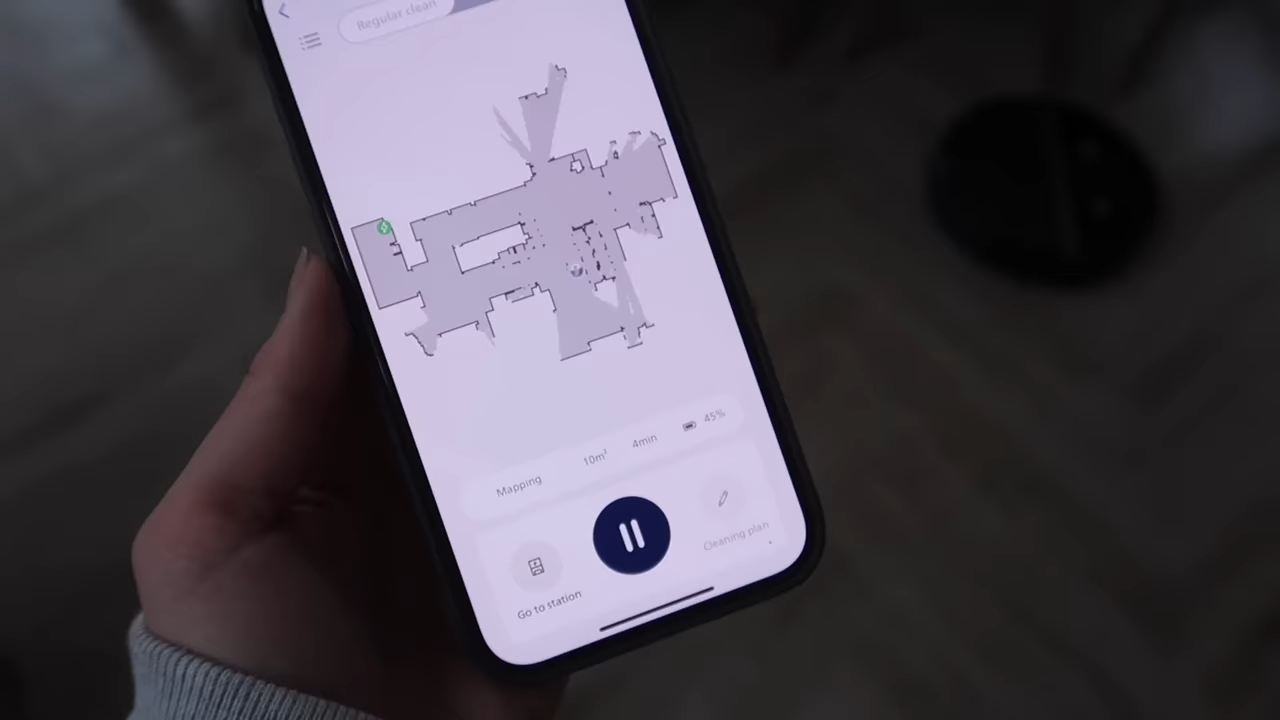 Regular clean
Mapping
10m²
4min
45%
Cleaning plan
Go to station